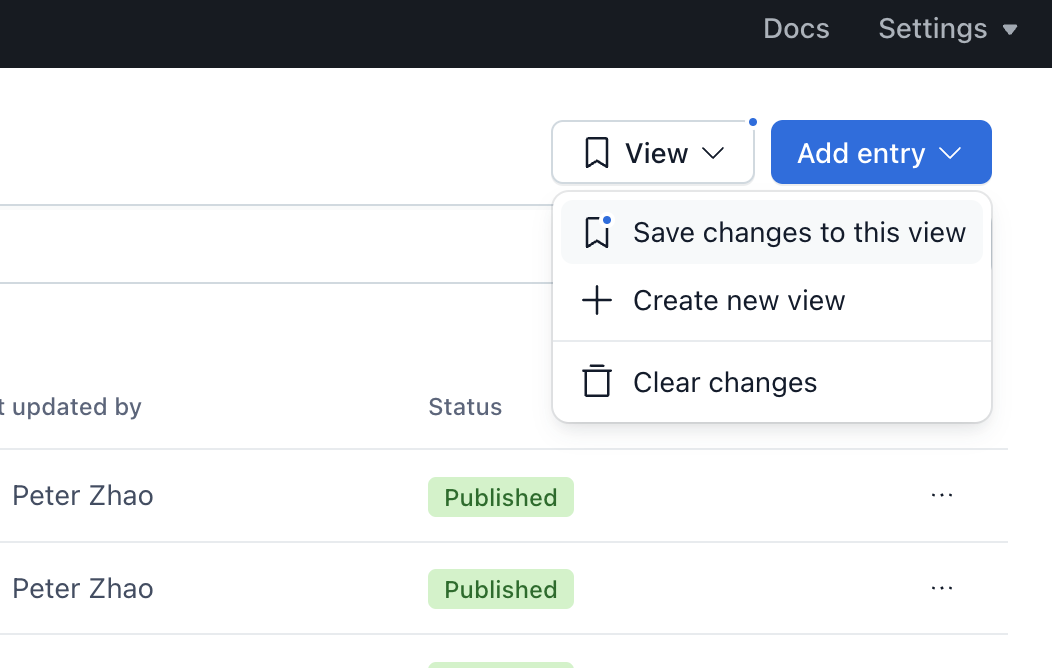 Docs Settings
View Add entry
Save changes to this view
Create new view
Clear changes
t updated by Status
Peter Zhao Published ...
Peter Zhao Published ...